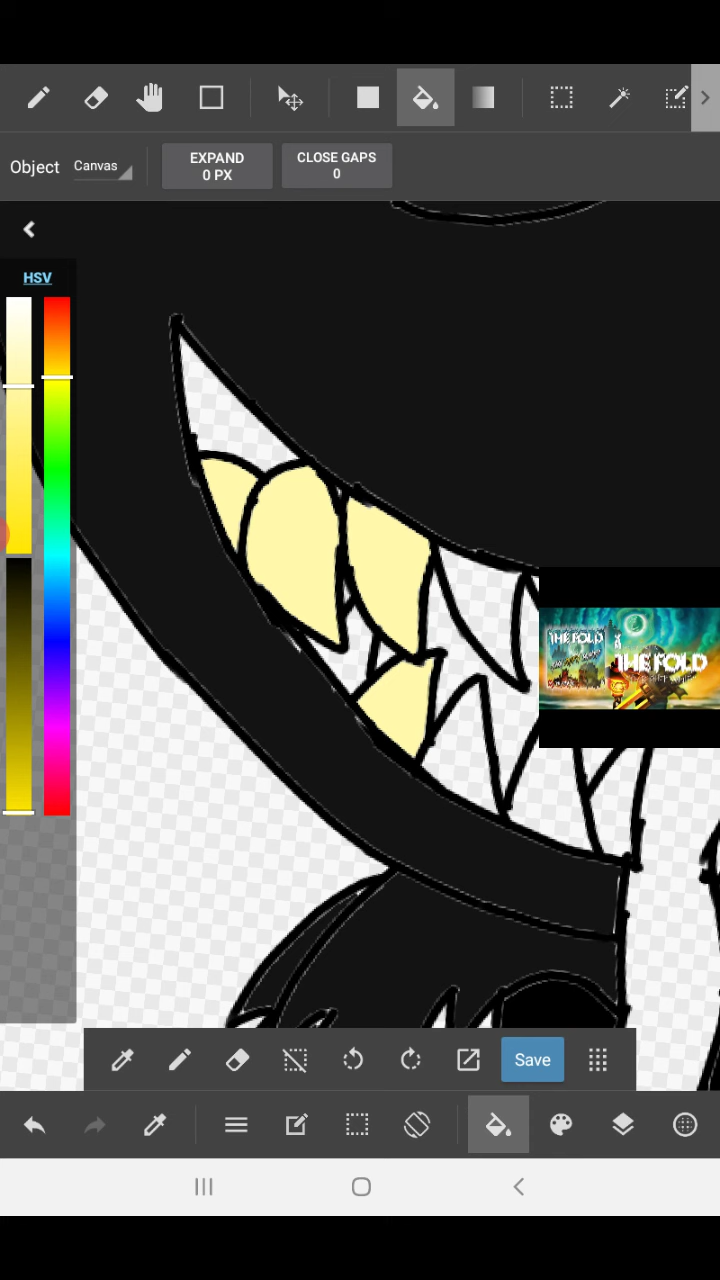 Object Canvas EXPAND CLOSE GAPS
0 PX 0
HSV
THE FOLD
THE FOLD
Save